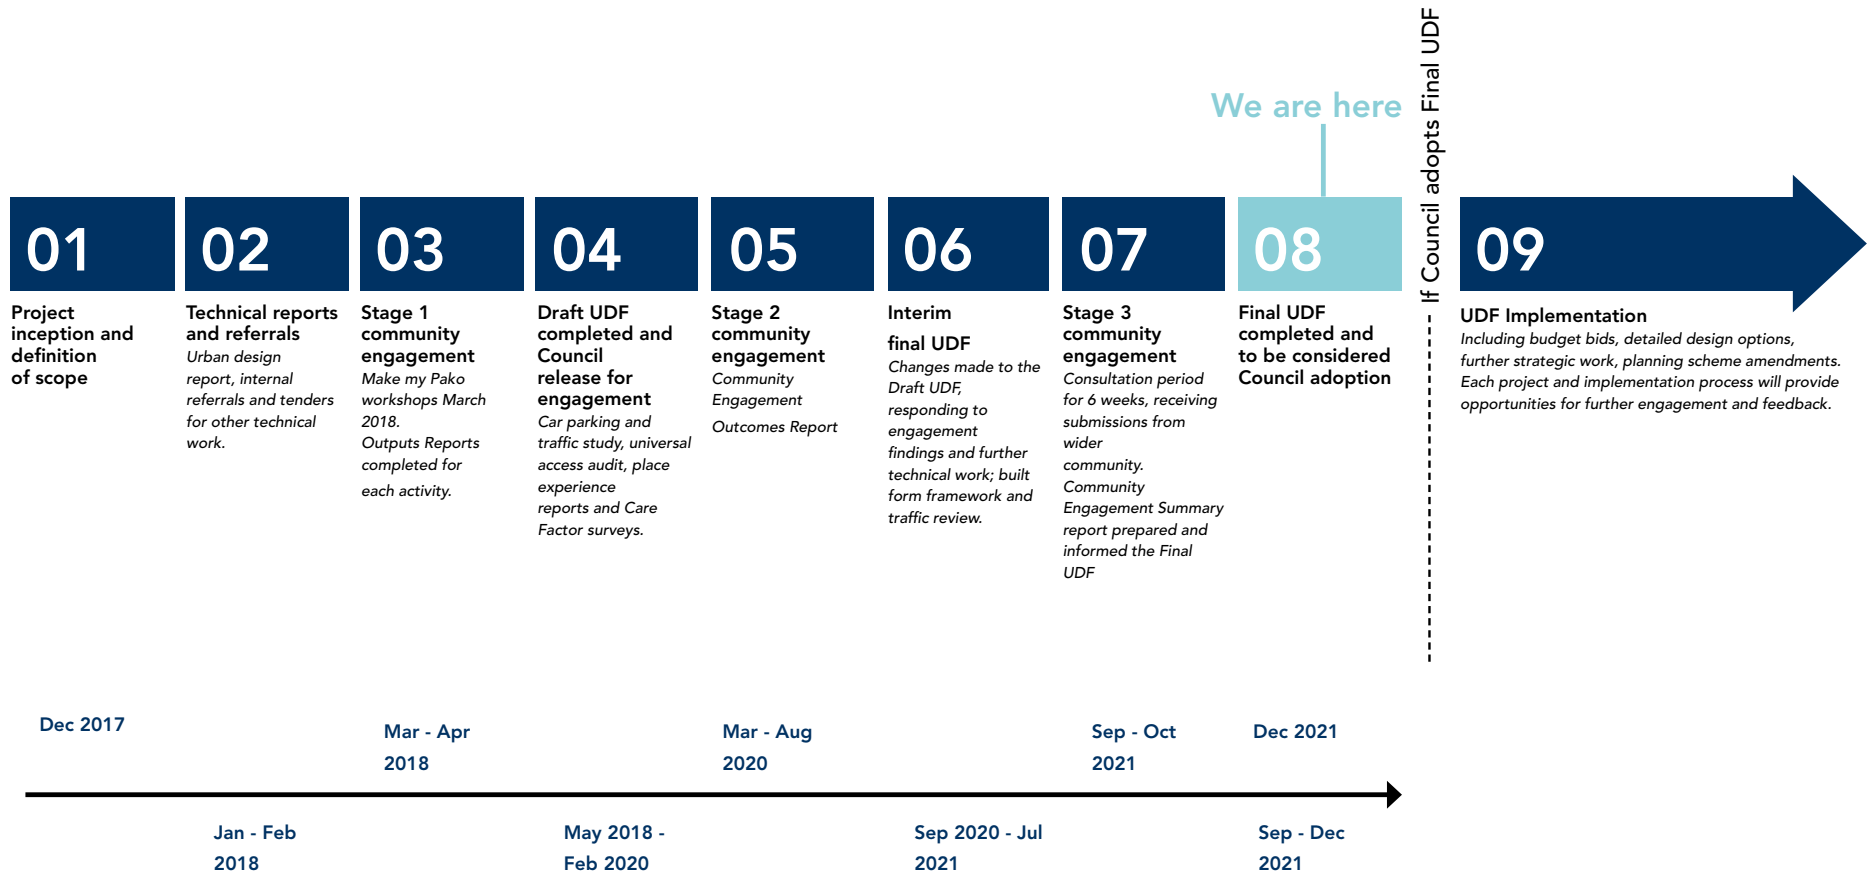 We are here
If Council adopts Final UDF
01
Project
inception and
definition
of scope
02
Technical reports
and referrals
Urban design
report, internal
referrals and tenders
for other technical
work.
03
Stage 1
community
engagement
Make my Pako
workshops March
2018.
Outputs Reports
completed for
each activity.
04
Draft UDF
completed and
Council
release for
engagement
Car parking and
traffic study, universal
access audit, place
experience
reports and Care
Factor surveys.
05
Stage 2
community
engagement
Community
Engagement
Outcomes Report
06
Interim
final UDF
Changes made to the
Draft UDF,
responding to
engagement
findings and further
technical work; built
form framework and
traffic review.
07
Stage 3
community
engagement
Consultation period
for 6 weeks, receiving
submissions from
wider
community.
Community
Engagement Summary
report prepared and
informed the Final
UDF
08
Final UDF
completed and
to be considered
Council adoption
09
UDF Implementation
Including budget bids, detailed design options,
further strategic work, planning scheme amendments.
Each project and implementation process will provide
opportunities for further engagement and feedback.
Dec 2017
Mar - Apr
2018
Mar - Aug
2020
Sep - Oct
2021
Dec 2021
Jan - Feb
2018
May 2018 -
Feb 2020
Sep 2020 - Jul
2021
Sep - Dec
2021